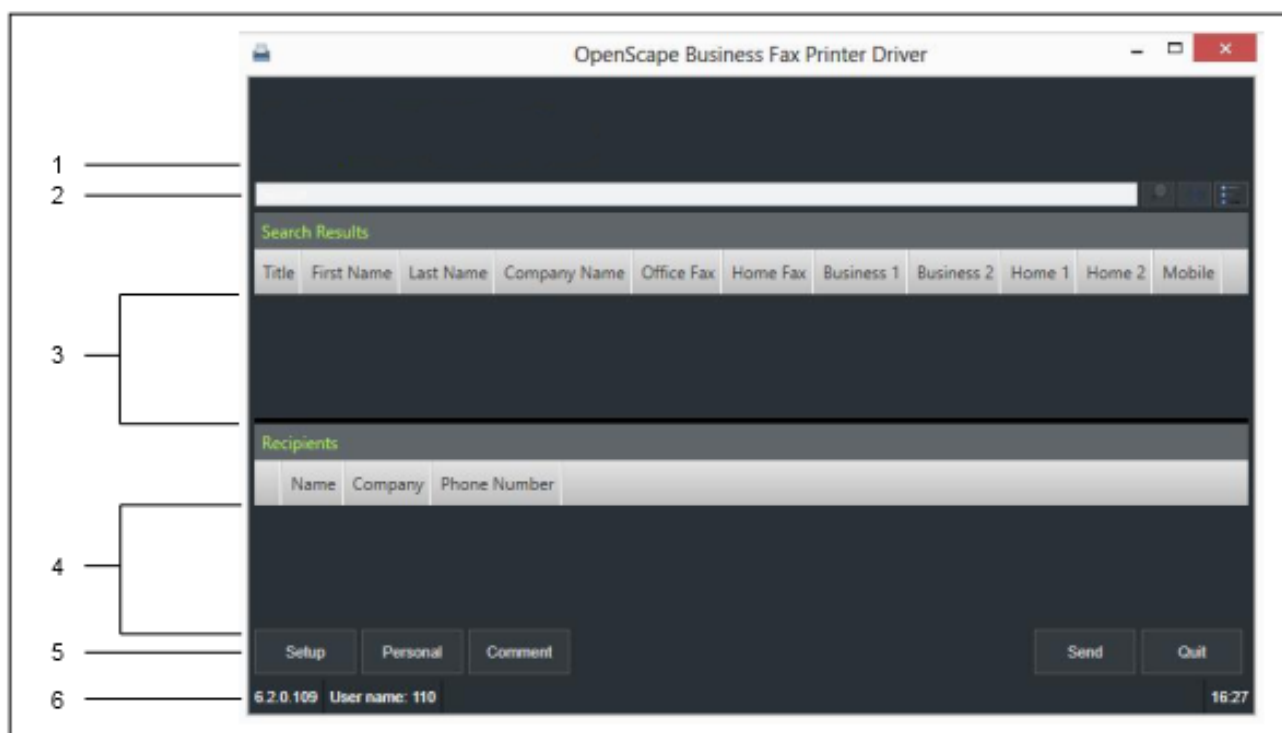 OpenScape Business Fax Printer Driver
1
2
Search Results
Title First Name Last Name Company Name Office Fax Home Fax Business 1 Business 2 Home 1 Home 2 Mobile
3
Recipients
Name Company Phone Number
4
5 Setup Personal Comment Send Quit
6 6.2.0.109 User name: 110 16:27